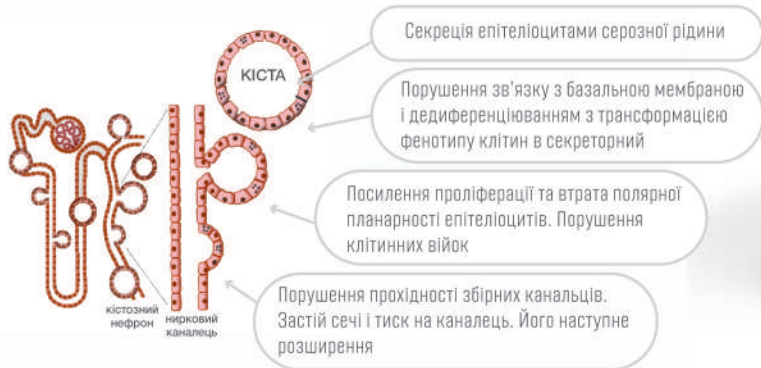 Секреція епітеліоцитами серозної рідини
КІСТА
Порушення зв'язку з базальною мембраною
і дедиференціюванням з трансформацією
фенотипу клітин в секреторний
Посилення проліферації та втрата полярної
планарності епітеліоцитів. Порушення
клітинних війок
Порушення прохідності збірних канальців.
Застій сечі і тиск на каналець. Його наступне
розширення
кістозний
нефрон
нирковий
каналець